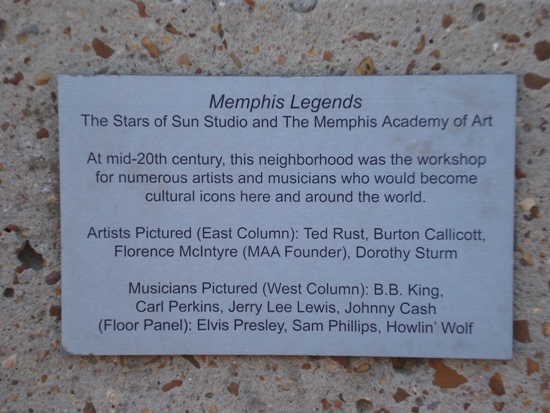 Memphis Legends
The Stars of Sun Studio and The Memphis Academy of Art
At mid-20th century, this neighborhood was the workshop
for numerous artists and musicians who would become
cultural icons here and around the world.
Artists Pictured (East Column): Ted Rust, Burton Callicott,
Florence McIntyre (MAA Founder), Dorothy Sturm
Musicians Pictured (West Column): B.B. King,
Carl Perkins, Jerry Lee Lewis, Johnny Cash
(Floor Panel): Elvis Presley, Sam Phillips, Howlin' Wolf